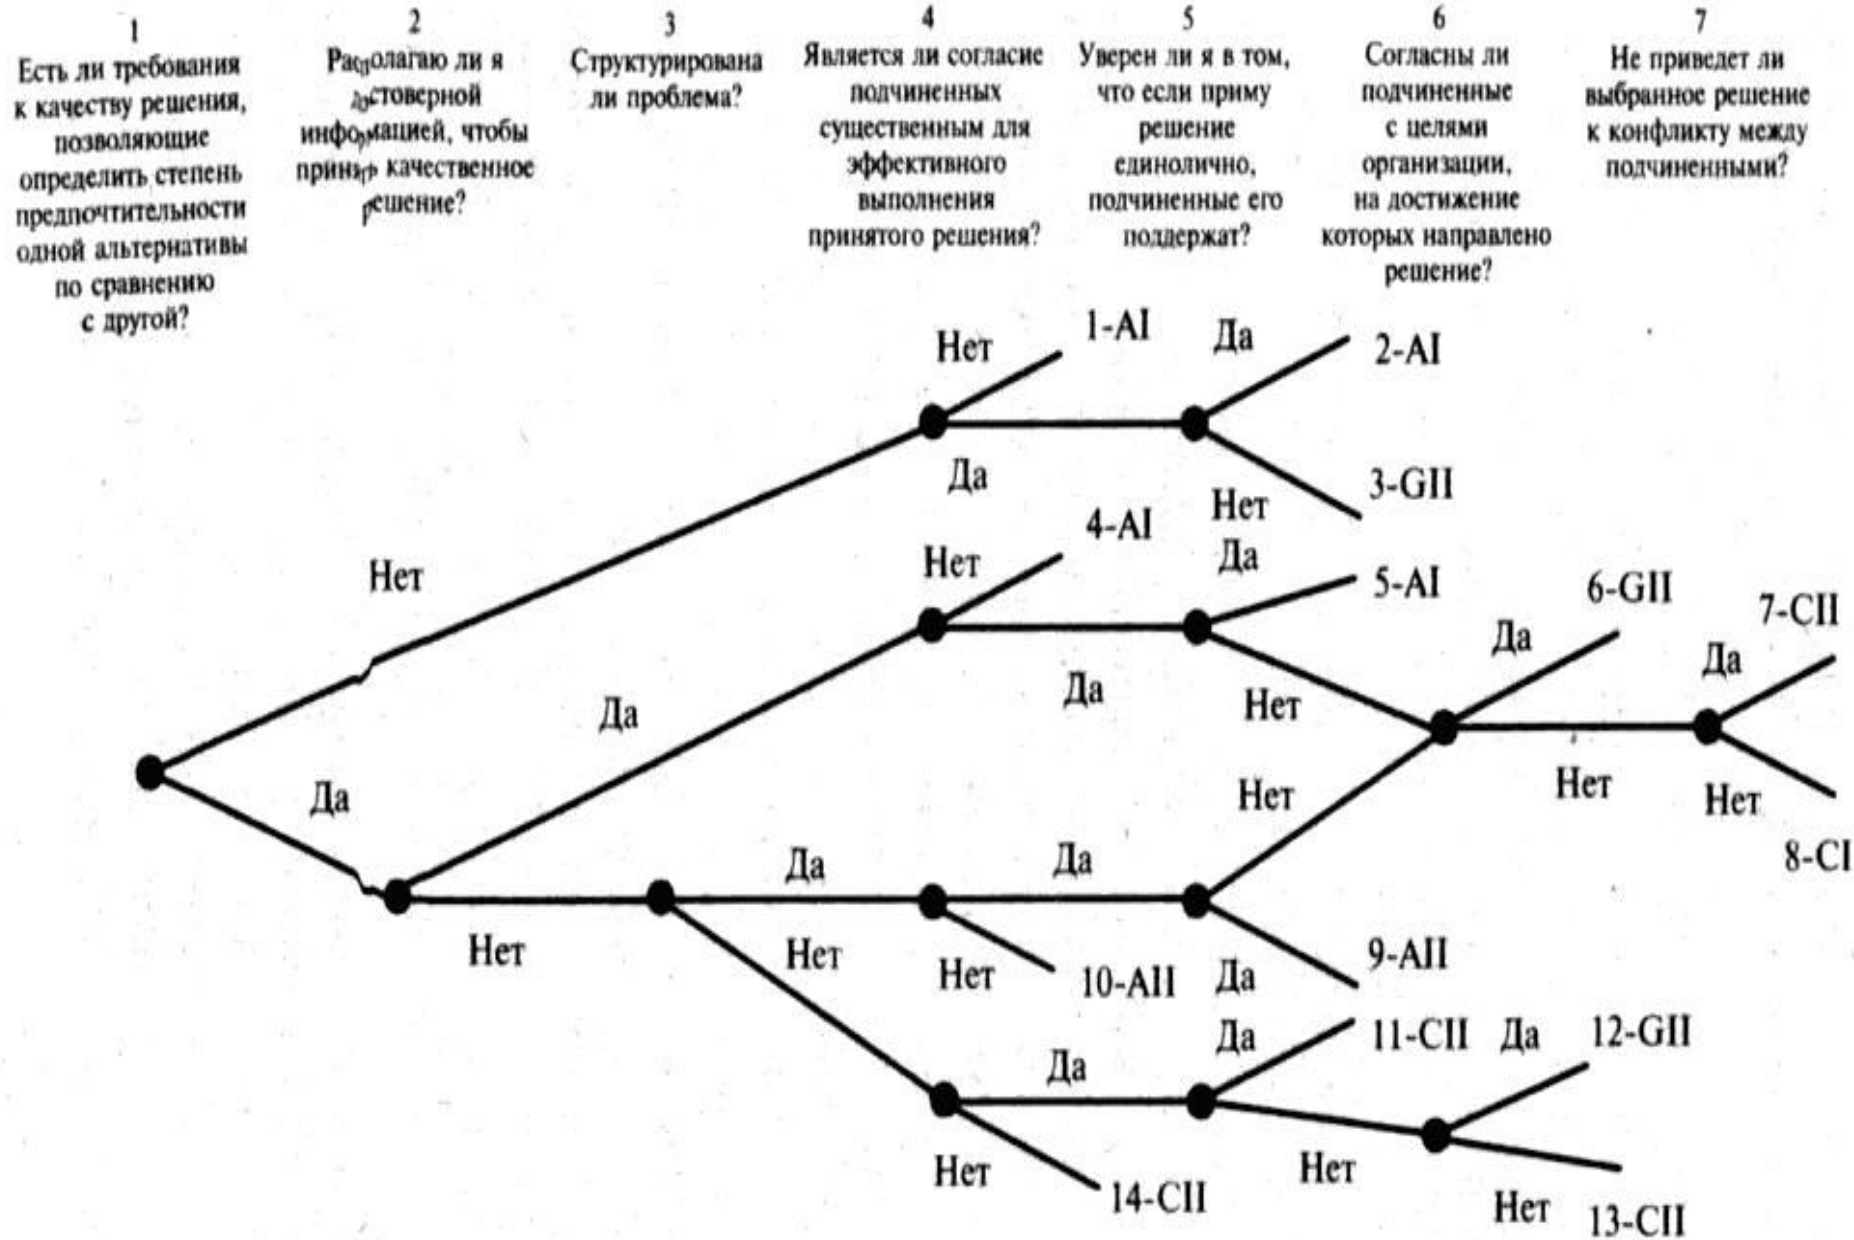 1
Есть ли требования
к качеству решения,
позволяющие
определить степень
предпочтительности
одной альтернативы
по сравнению
с другой?
2
Располагаю ли я
достоверной
информацией, чтобы
принять качественное
решение?
3
Структурирована
ли проблема?
4
Является ли согласие
подчиненных
существенным для
эффективного
выполнения
принятого решения?
5
Уверен ли я в том,
что если приму
решение
единолично,
подчиненные его
поддержат?
6
Согласны ли
подчиненные
с целями
организации,
на достижение
которых направлено
решение?
7
Не приведет ли
выбранное решение
к конфликту между
подчиненными?
Нет
1-AI
Да
2-AI
Да
Нет
3-GII
Нет
Нет
4-AI
Да
5-AI
Да
Да
Нет
Да
6-GII
Да
7-CII
Нет
Нет
8-CI
Да
Нет
Да
Да
Нет
Нет
Нет
10-AII
Да
9-AII
Да
Да
11-CII
Да
12-GII
Нет
14-CII
Нет
Нет
13-CII